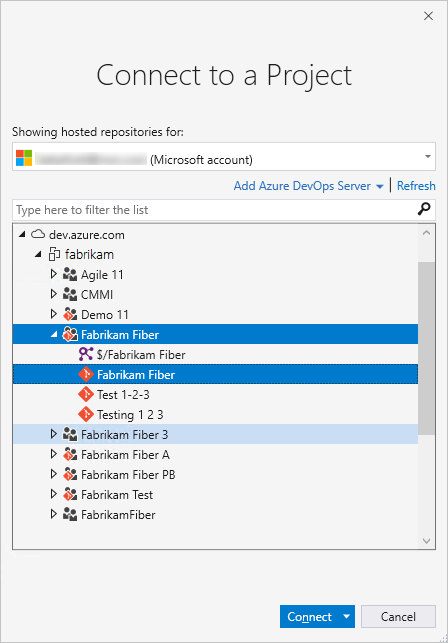 Connect to a Project
Showing hosted repositories for:
(Microsoft account)
Add Azure DevOps Server | Refresh
Type here to filter the list
dev.azure.com
fabrikam
Agile 11
CMMI
Demo 11
Fabrikam Fiber
$/Fabrikam Fiber
Fabrikam Fiber
Test 1-2-3
Testing 1 2 3
Fabrikam Fiber 3
Fabrikam Fiber A
Fabrikam Fiber PB
Fabrikam Test
FabrikamFiber
Connect
Cancel